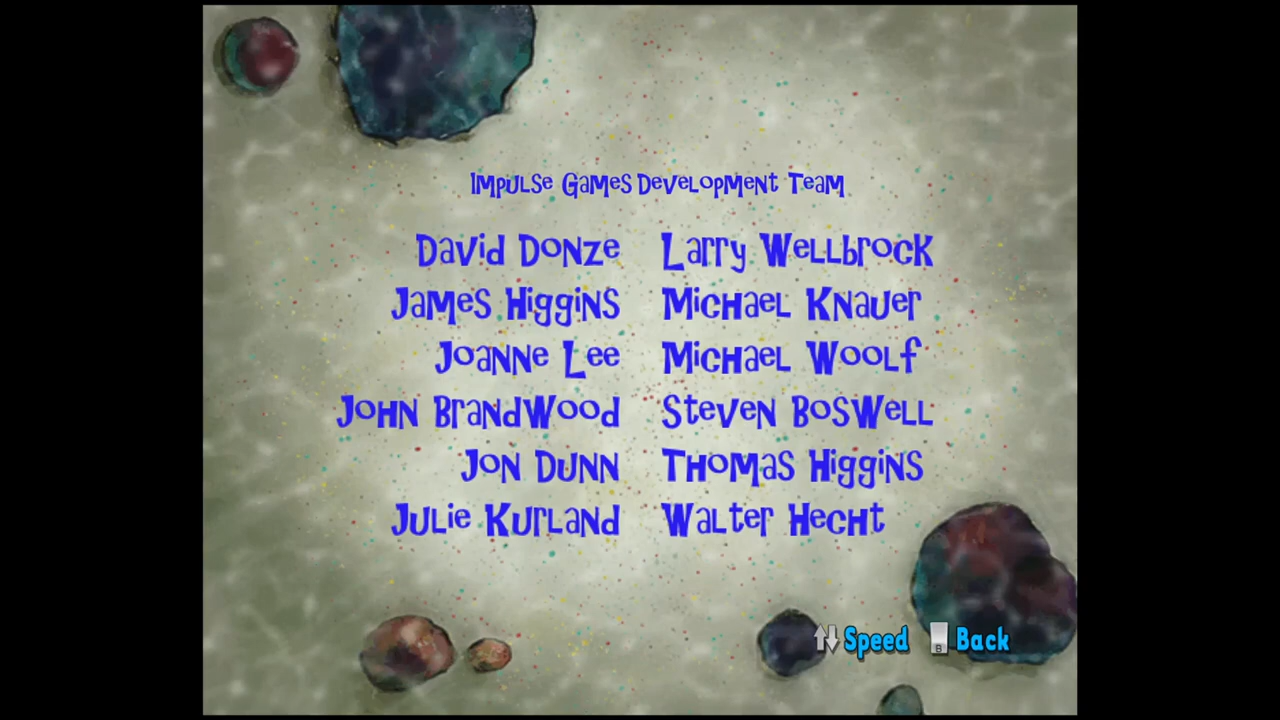 Impulse Games Development Team
David Donze Larry Wellbrock
James Higgins Michael Knauer
Joanne Lee Michael Woolf
John Brandwood Steven Boswell
Jon Dunn Thomas Higgins
Julie Kurland Walter Hecht
Speed B Back